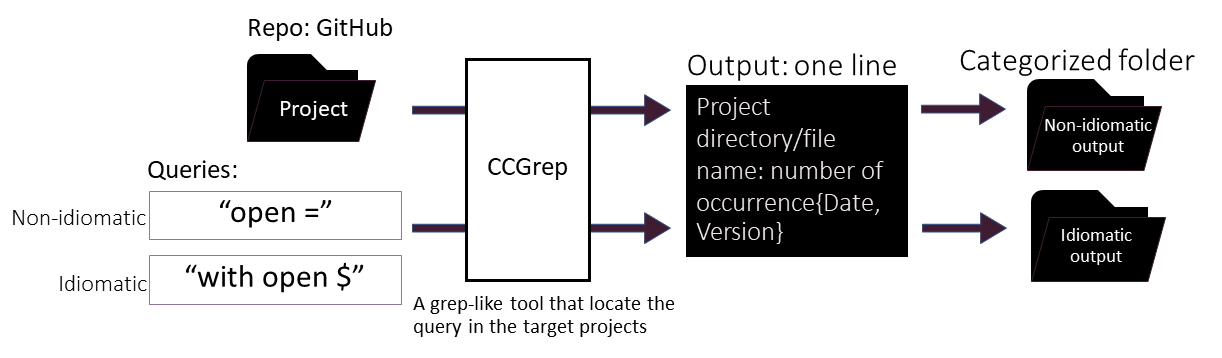 Repo: GitHub
Project
Queries:
Non-idiomatic
“open =”
Idiomatic
“with open $”
CCGrep
A grep-like tool that locate the
query in the target projects
Output: one line
Project
directory/file
name: number of
occurrence{Date,
Version}
Categorized folder
Non-idiomatic
output
Idiomatic
output